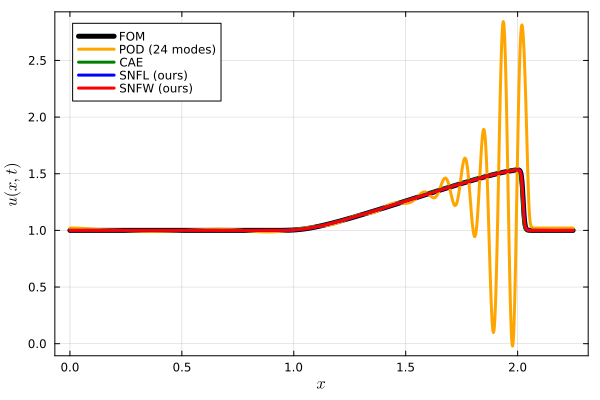 FOM
POD (24 modes)
CAE
SNFL (ours)
SNFW (ours)
u(x, t)
2.5
2.0
1.5
1.0
0.5
0.0
0.0 0.5 1.0 1.5 2.0
x